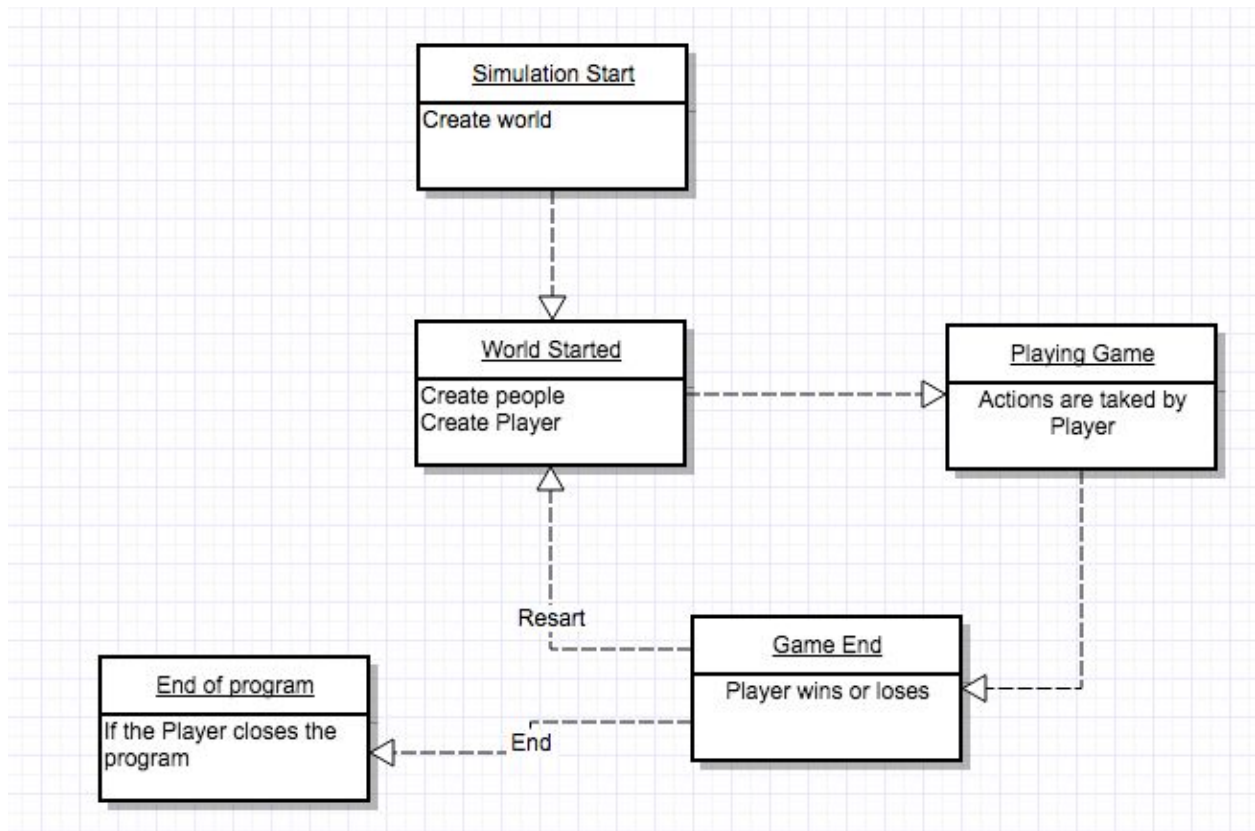 Simulation Start
Create world
World Started
Create people
Create Player
Playing Game
Actions are taked by
Player
Resart
Game End
Player wins or loses
End
End of program
If the Player closes the
program